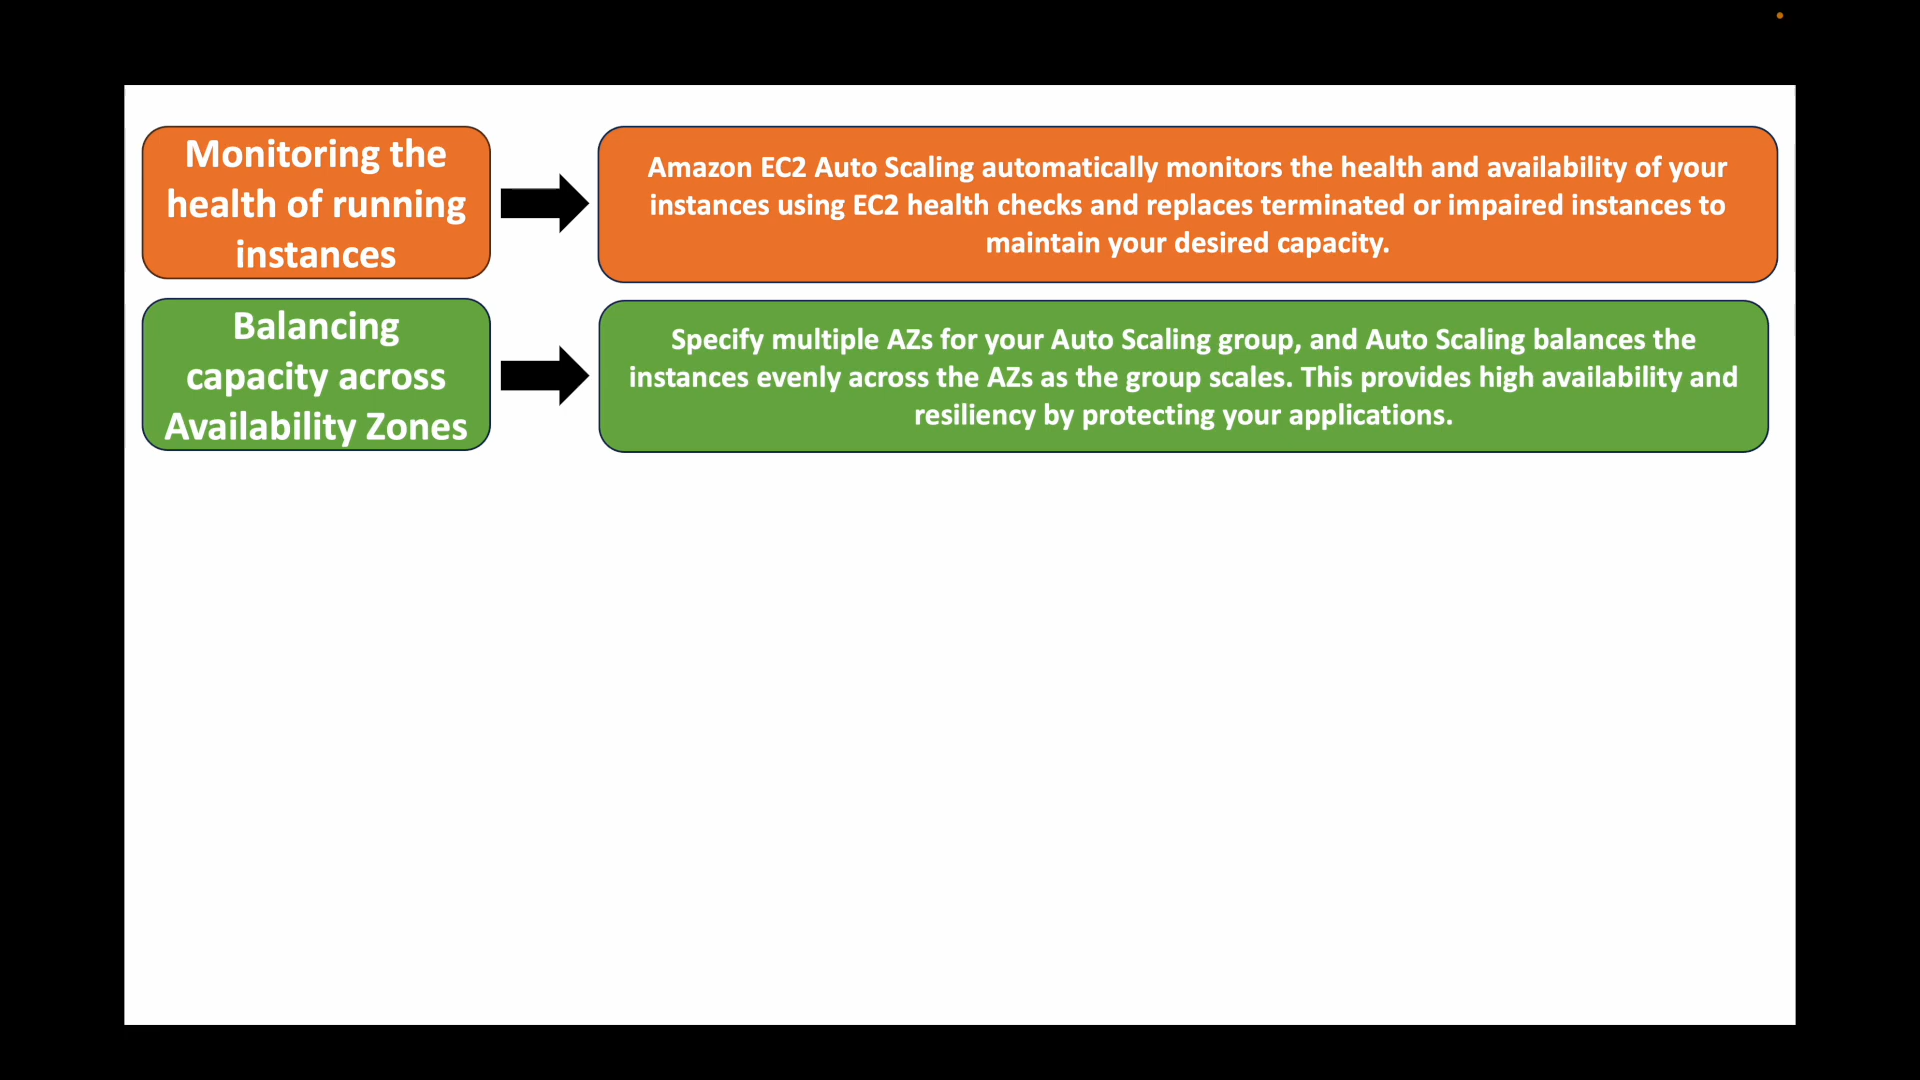 Monitoring the
health of running
instances
Amazon EC2 Auto Scaling automatically monitors the health and availability of your
instances using EC2 health checks and replaces terminated or impaired instances to
maintain your desired capacity.
Balancing
capacity across
Availability Zones
Specify multiple AZs for your Auto Scaling group, and Auto Scaling balances the
instances evenly across the AZs as the group scales. This provides high availability and
resiliency by protecting your applications.